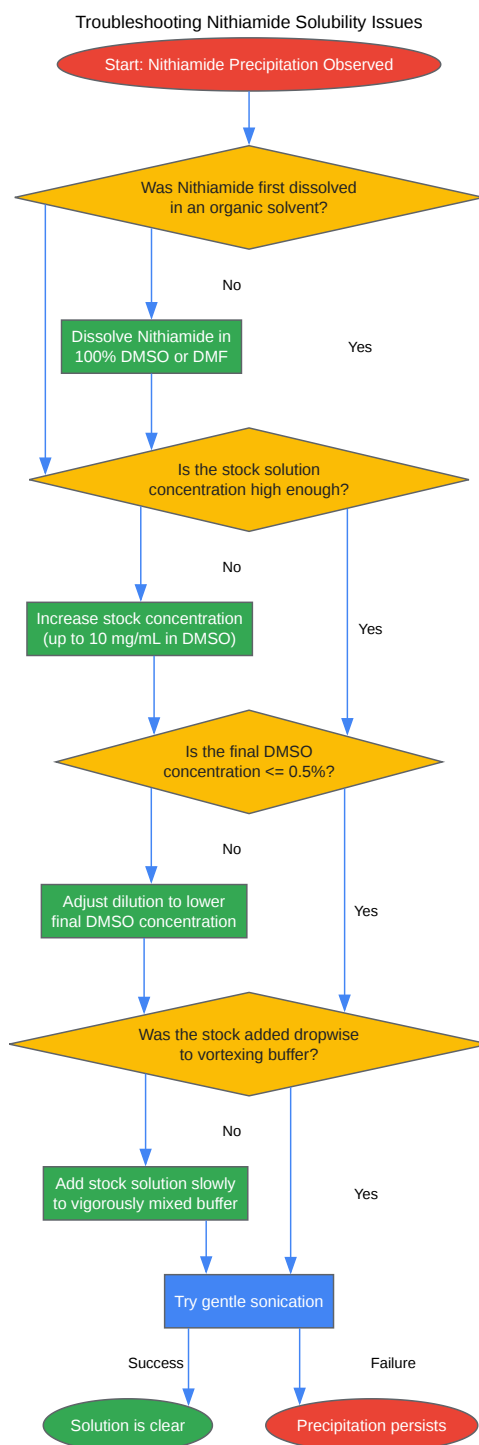 Troubleshooting Nithiamide Solubility Issues
Start: Nithiamide Precipitation Observed
Was Nithiamide first dissolved
in an organic solvent?
No
Dissolve Nithiamide in
100% DMSO or DMF
Yes
Is the stock solution
concentration high enough?
No
Increase stock concentration
(up to 10 mg/mL in DMSO)
Yes
Is the final DMSO
concentration <= 0.5%?
No
Adjust dilution to lower
final DMSO concentration
Yes
Was the stock added dropwise
to vortexing buffer?
No
Add stock solution slowly
to vigorously mixed buffer
Yes
Try gentle sonication
Success
Failure
Solution is clear
Precipitation persists